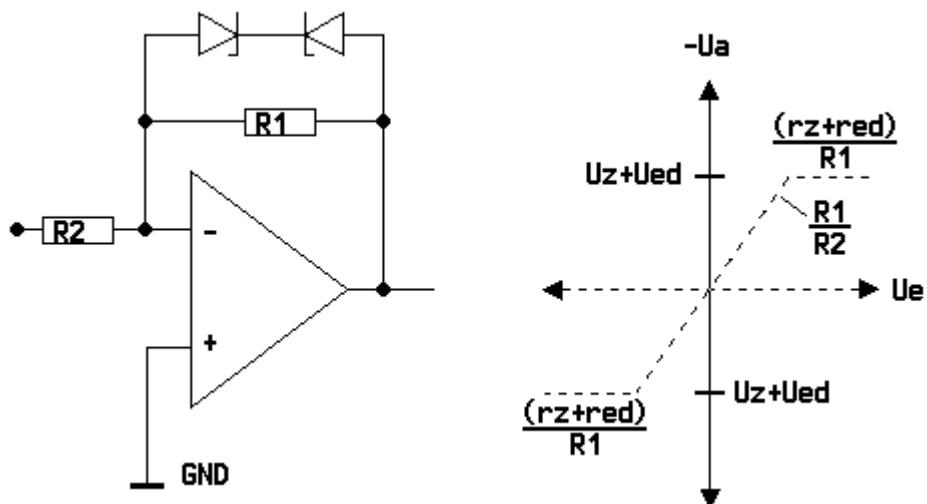 R1
R2
-
+
GND
-Ua
(rz+red)
R1
Uz+Ued
R1
R2
Ue
Uz+Ued
(rz+red)
R1